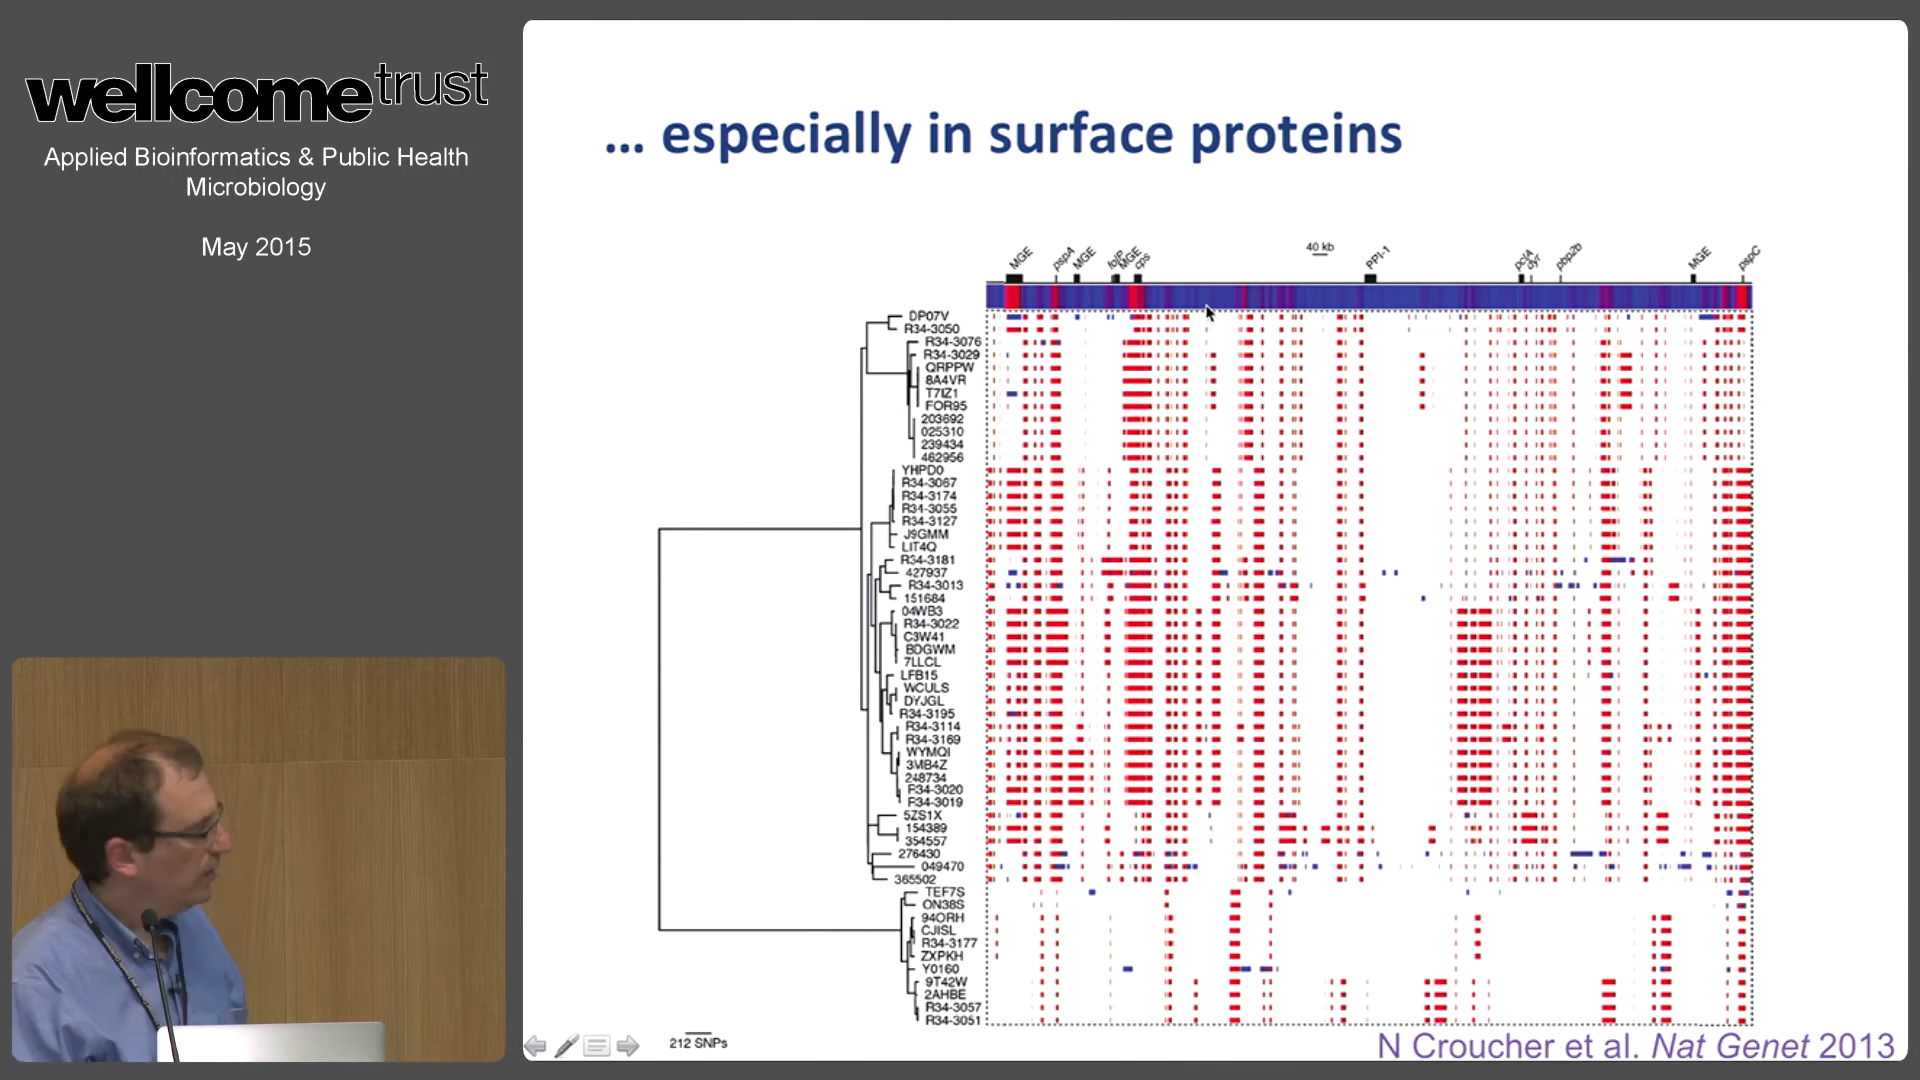 wellcometrust
Applied Bioinformatics & Public Health
Microbiology
May 2015
... especially in surface proteins
40 kb
MGE
pspA
MGE
folP
MGE
cps
PPI-1
pclA
pbp2b
MGE
pspC
DP07V
R34-3050
R34-3076
R34-3029
QRPPW
8A4VR
T7IZ1
FOR95
203692
025310
239434
462956
YHPD0
R34-3067
R34-3174
R34-3055
R34-3127
J9GMM
LIT4Q
R34-3181
427937
R34-3013
151684
04WB3
R34-3022
C3W41
BDGWM
7LLCL
LFB15
WCULS
DYJGL
R34-3195
R34-3114
R34-3169
WYMQI
3MB4Z
248734
R34-3020
R34-3019
5ZS1X
154389
354557
276430
049470
365502
TEF7S
ON38S
94ORH
CJISL
R34-3177
ZXPKH
Y0160
9T42W
2AHBE
R34-3057
R34-3051
212 SNPs
N Croucher et al. Nat Genet 2013